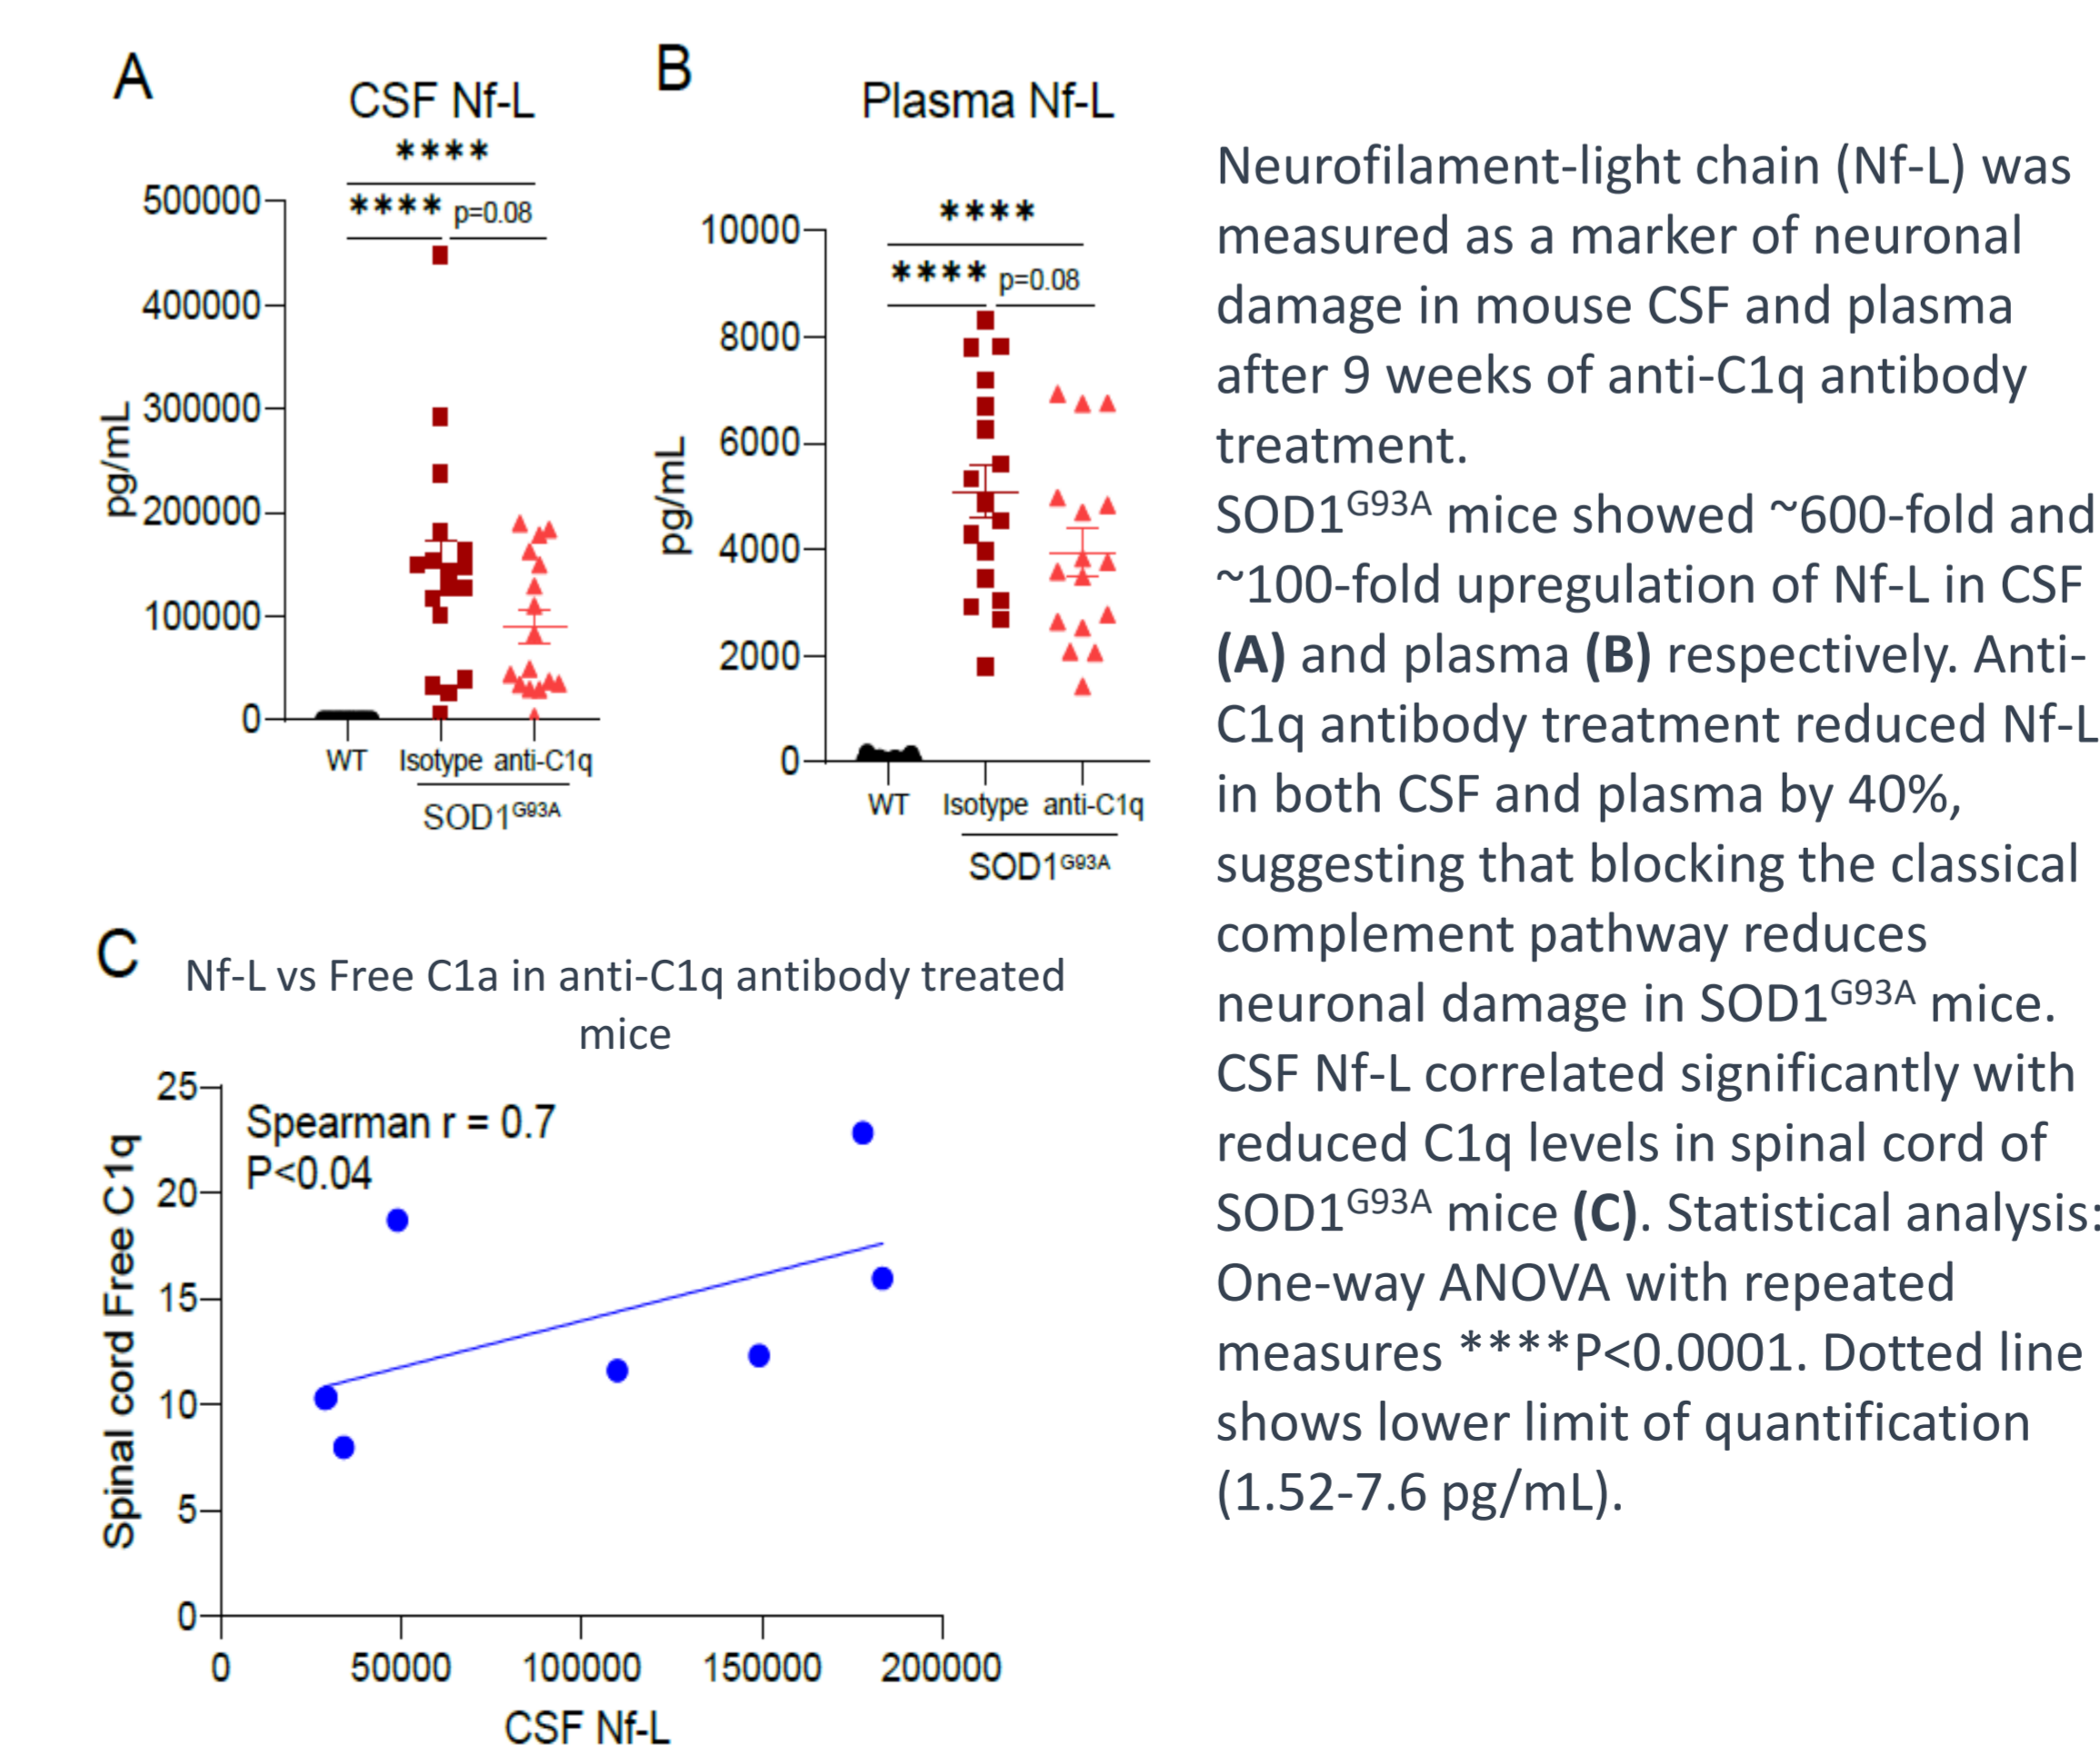 A
CSF Nf-L
****
**** p=0.08
500000
400000
300000
200000
100000
0
pg/mL
WT Isotype anti-C1q
SOD1G93A
B
Plasma Nf-L
****
**** p=0.08
10000
8000
6000
4000
2000
0
pg/mL
WT Isotype anti-C1q
SOD1G93A
C
Nf-L vs Free C1a in anti-C1q antibody treated
mice
Spearman r = 0.7
P<0.04
25
20
15
10
5
0
Spinal cord Free C1q
0 50000 100000 150000 200000
CSF Nf-L
Neurofilament-light chain (Nf-L) was
measured as a marker of neuronal
damage in mouse CSF and plasma
after 9 weeks of anti-C1q antibody
treatment.
SOD1G93A mice showed ~600-fold and
~100-fold upregulation of Nf-L in CSF
(A) and plasma (B) respectively. Anti-
C1q antibody treatment reduced Nf-L
in both CSF and plasma by 40%,
suggesting that blocking the classical
complement pathway reduces
neuronal damage in SOD1G93A mice.
CSF Nf-L correlated significantly with
reduced C1q levels in spinal cord of
SOD1G93A mice (C). Statistical analysis:
One-way ANOVA with repeated
measures ****P<0.0001. Dotted line
shows lower limit of quantification
(1.52-7.6 pg/mL).